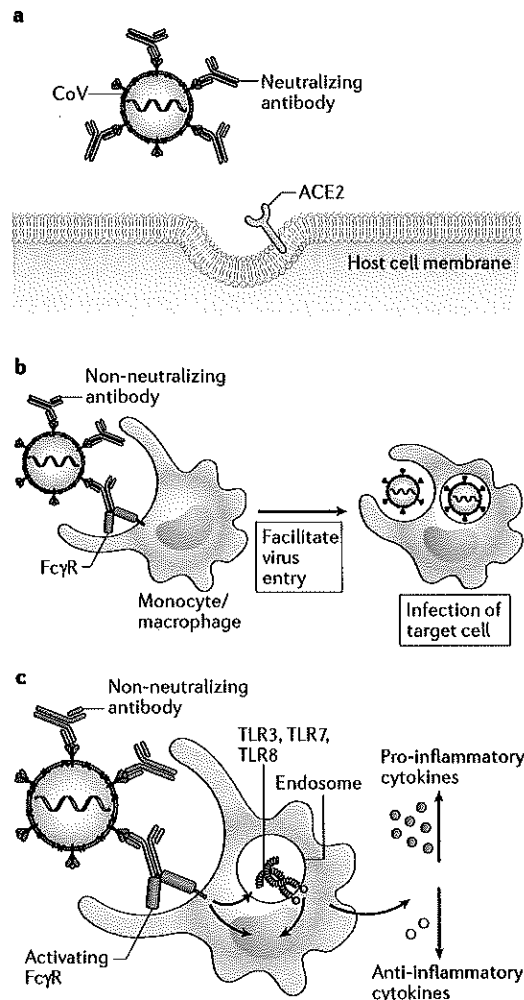 a
CoV
Neutralizing
antibody
ACE2
Host cell membrane
b
Non-neutralizing
antibody
FcγR
Monocyte/
macrophage
Facilitate
virus
entry
Infection of
target cell
c
Non-neutralizing
antibody
TLR3, TLR7,
TLR8
Endosome
Pro-inflammatory
cytokines
Activating
FcγR
Anti-inflammatory
cytokines